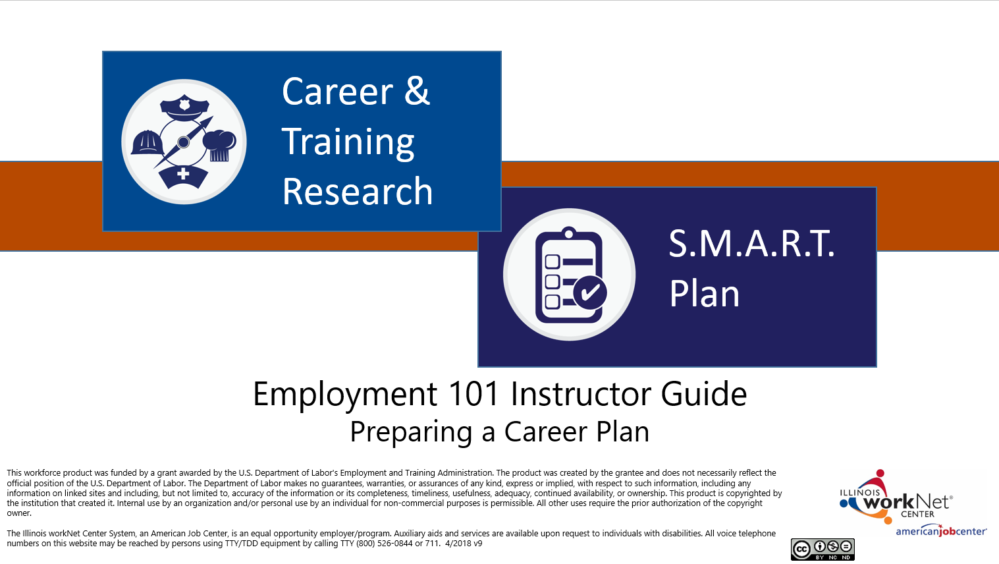 Career &
Training
Research
S.M.A.R.T.
Plan
Employment 101 Instructor Guide
Preparing a Career Plan
This workforce product was funded by a grant awarded by the U.S. Department of Labor's Employment and Training Administration. The product was created by the grantee and does not necessarily reflect the
official position of the U.S. Department of Labor. The Department of Labor makes no guarantees, warranties, or assurances of any kind, express or implied, with respect to such information, including any
information on linked sites and including, but not limited to, accuracy of the information or its completeness, timeliness, usefulness, adequacy, continued availability, or ownership. This product is copyrighted by
the institution that created it. Internal use by an organization and/or personal use by an individual for non-commercial purposes is permissible. All other uses require the prior authorization of the copyright
owner.
The Illinois workNet Center System, an American Job Center, is an equal opportunity employer/program. Auxiliary aids and services are available upon request to individuals with disabilities. All voice telephone
numbers on this website may be reached by persons using TTY/TDD equipment by calling TTY (800) 526-0844 or 711.  4/2018 v9
ILLINOIS
workNet®
CENTER
americanjobcenter®
cc
BY NC ND